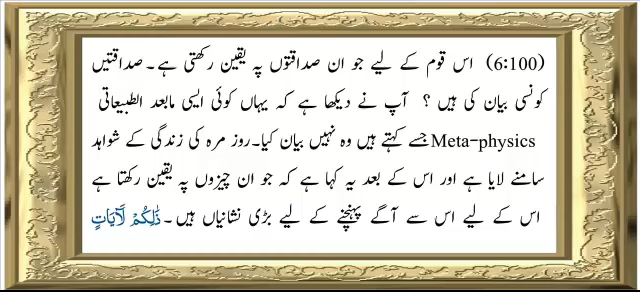 (6:100) اس قوم کے لیے جو ان صداقتوں پہ یقین رکھتی ہے۔ صداقتیں
کونسی بیان کی ہیں ؟ آپ نے دیکھا ہے کہ یہاں کوئی ایسی مابعد الطبیعاتی
Meta-physics جسے کہتے ہیں وہ نہیں بیان کیا۔روز مرہ کی زندگی کے شواہد
سامنے لایا ہے اور اس کے بعد یہ کہا ہے کہ جو ان چیزوں پہ یقین رکھتا ہے
اس کے لیے اس سے آگے پہنچنے کے لیے بڑی نشانیاں ہیں۔ ذٰلِكُمْ لَآيَاتٍ